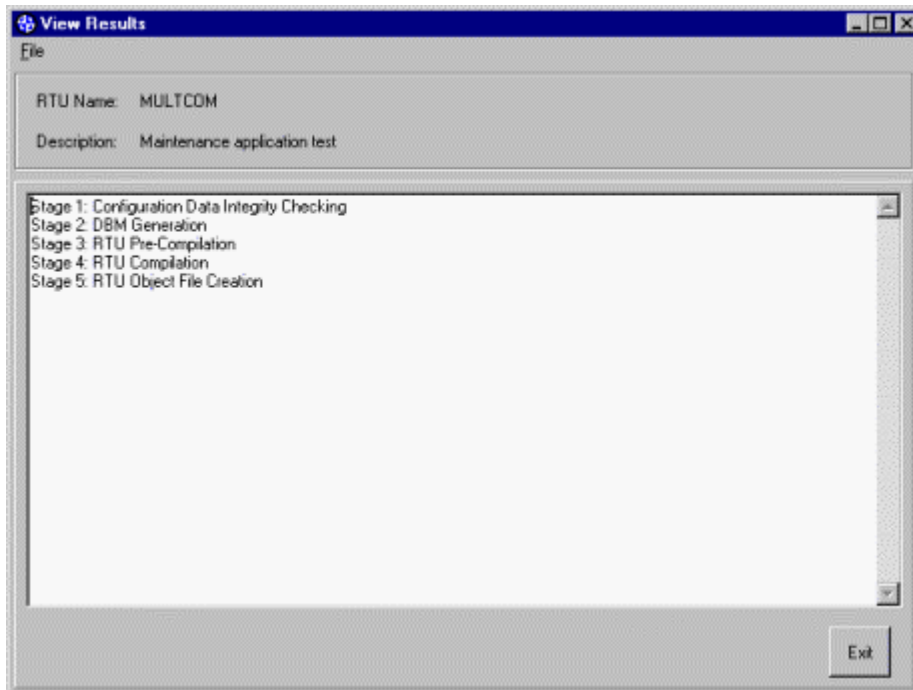 View Results
File
RTU Name: MULTCOM
Description: Maintenance application test
Stage 1: Configuration Data Integrity Checking
Stage 2: DBM Generation
Stage 3: RTU Pre-Compilation
Stage 4: RTU Compilation
Stage 5: RTU Object File Creation
Exit